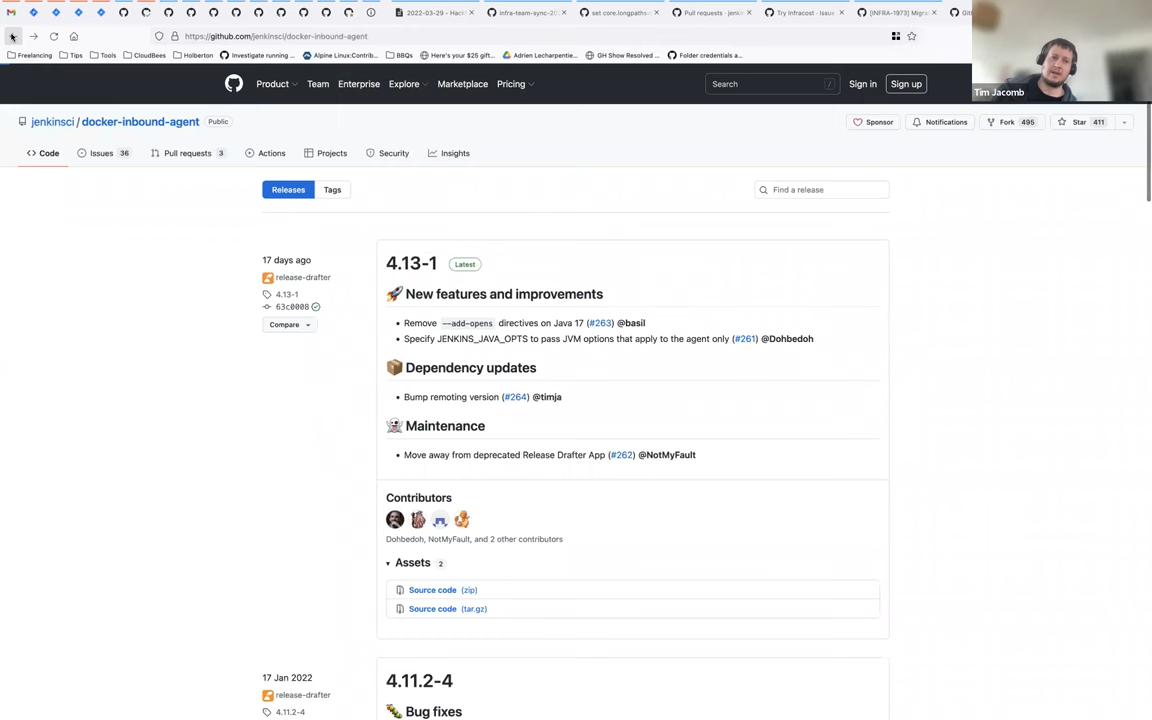 2022-03-29 - Hack
infra-team-sync-20
set core.longpaths
Pull requests · jenki
Try Infracost · Issue
[INFRA-1973] Migra
Git
https://github.com/jenkinsci/docker-inbound-agent
Freelancing
Tips
Tools
CloudBees
Holberton
Investigate running ...
Alpine Linux:Contrib...
BBQs
Here's your $25 gift...
Adrien Lecharpentie...
GH Show Resolved ...
Folder credentials a...
Tim Jacomb
Product
Team
Enterprise
Explore
Marketplace
Pricing
Search
/
Sign in
Sign up
jenkinsci / docker-inbound-agent
Public
Sponsor
Notifications
Fork 495
Star 411
Code
Issues 36
Pull requests 3
Actions
Projects
Security
Insights
Releases
Tags
Find a release
17 days ago
release-drafter
4.13-1
63c0008
Compare
4.13-1
Latest
New features and improvements
Remove --add-opens directives on Java 17 (#263) @basil
Specify JENKINS_JAVA_OPTS to pass JVM options that apply to the agent only (#261) @Dohbedoh
Dependency updates
Bump remoting version (#264) @timja
Maintenance
Move away from deprecated Release Drafter App (#262) @NotMyFault
Contributors
Dohbedoh, NotMyFault, and 2 other contributors
Assets 2
Source code (zip)
Source code (tar.gz)
17 Jan 2022
release-drafter
4.11.2-4
4.11.2-4
Bug fixes